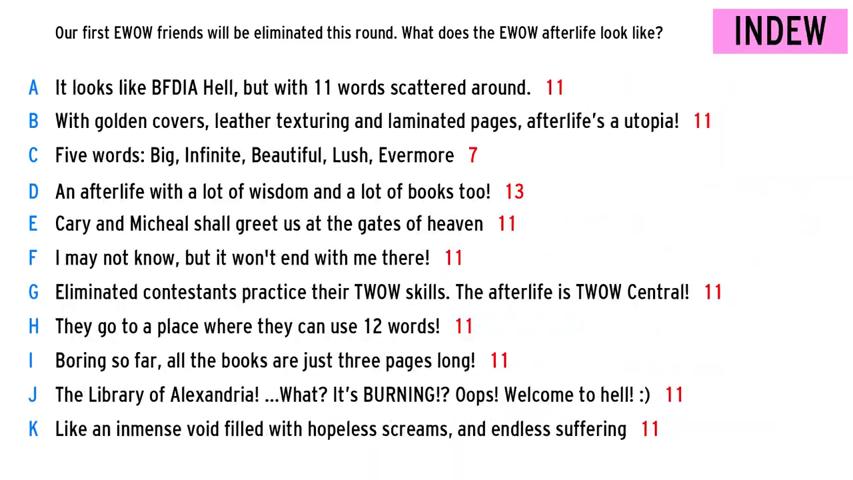 Our first EWOW friends will be eliminated this round. What does the EWOW afterlife look like?
INDEW
A It looks like BFDIA Hell, but with 11 words scattered around. 11
B With golden covers, leather texturing and laminated pages, afterlife's a utopia! 11
C Five words: Big, Infinite, Beautiful, Lush, Evermore 7
D An afterlife with a lot of wisdom and a lot of books too! 13
E Cary and Micheal shall greet us at the gates of heaven 11
F I may not know, but it won't end with me there! 11
G Eliminated contestants practice their TWOW skills. The afterlife is TWOW Central! 11
H They go to a place where they can use 12 words! 11
I Boring so far, all the books are just three pages long! 11
J The Library of Alexandria! ...What? It's BURNING!? Oops! Welcome to hell! :) 11
K Like an inmense void filled with hopeless screams, and endless suffering 11